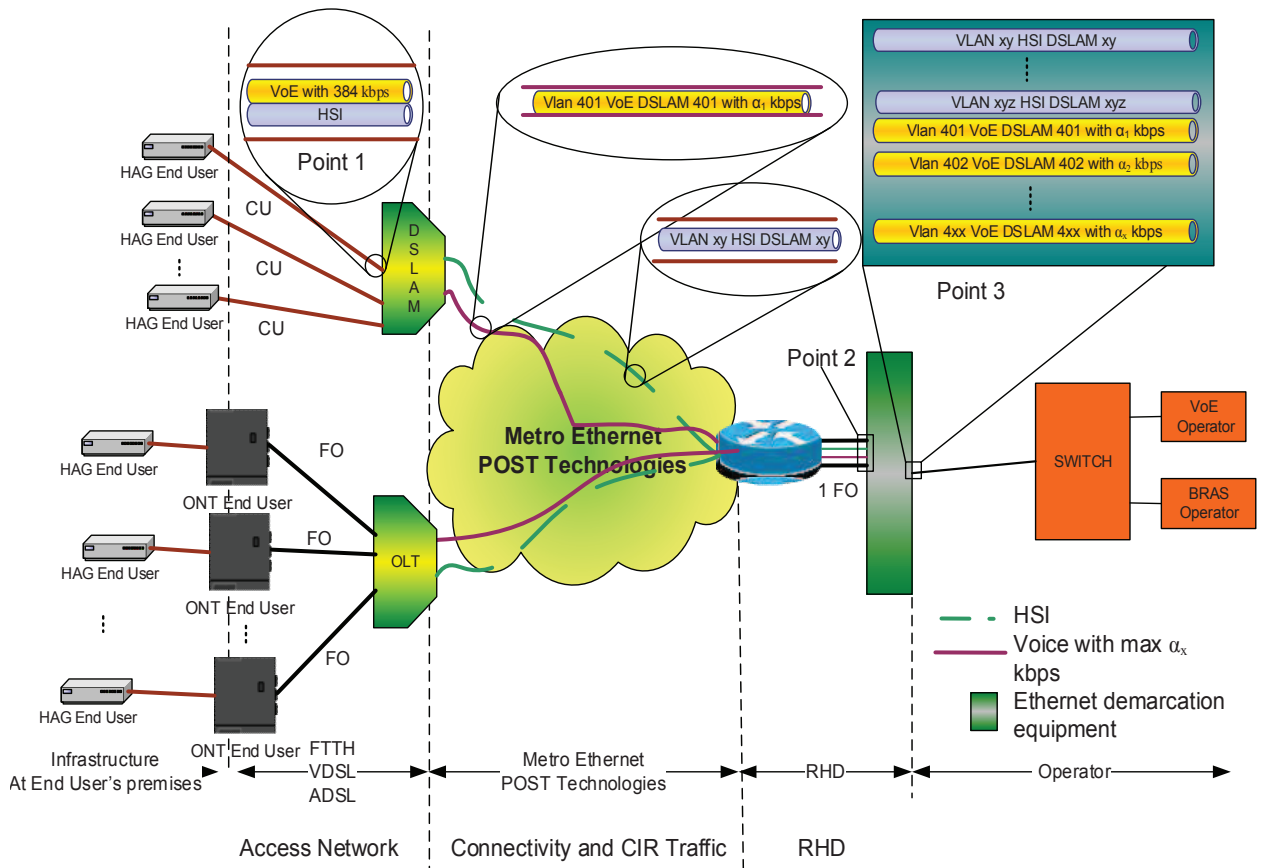 VoE with 384 kbps
HSI
Point 1
Vlan 401 VoE DSLAM 401 with α₁ kbps
VLAN xy HSI DSLAM xy
VLAN xy HSI DSLAM xy
VLAN xyz HSI DSLAM xyz
Vlan 401 VoE DSLAM 401 with α₁ kbps
Vlan 402 VoE DSLAM 402 with α₂ kbps
Vlan 4xx VoE DSLAM 4xx with αₓ kbps
Point 3
HAG End User
CU
HAG End User
CU
HAG End User
CU
DSLAM
Point 2
Metro Ethernet
POST Technologies
1 FO
SWITCH
VoE
Operator
BRAS
Operator
HAG End User
ONT End User
FO
HAG End User
ONT End User
FO
OLT
HAG End User
ONT End User
FO
HSI
Voice with max αₓ
kbps
Ethernet demarcation
equipment
Infrastructure
At End User's premises
FTTH
VDSL
ADSL
Metro Ethernet
POST Technologies
RHD
Operator
Access Network
Connectivity and CIR Traffic
RHD